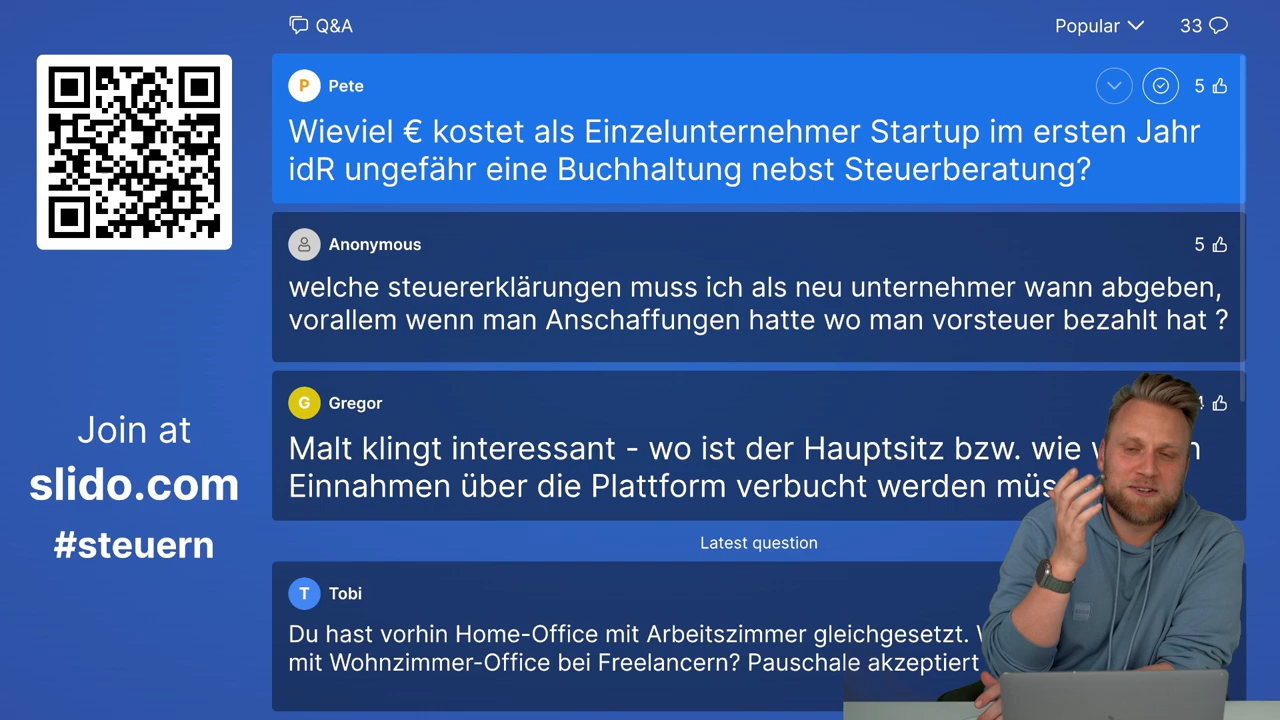 Q&A
Popular
33
P
Pete
5
Wieviel € kostet als Einzelunternehmer Startup im ersten Jahr
idR ungefähr eine Buchhaltung nebst Steuerberatung?
Anonymous
5
welche steuererklärungen muss ich als neu unternehmer wann abgeben,
vorallem wenn man Anschaffungen hatte wo man vorsteuer bezahlt hat ?
G
Gregor
Malt klingt interessant - wo ist der Hauptsitz bzw. wie
Einnahmen über die Plattform verbucht werden
Latest question
T
Tobi
Du hast vorhin Home-Office mit Arbeitszimmer gleichgesetzt.
mit Wohnzimmer-Office bei Freelancern? Pauschale akzeptiert
Join at
slido.com
#steuern